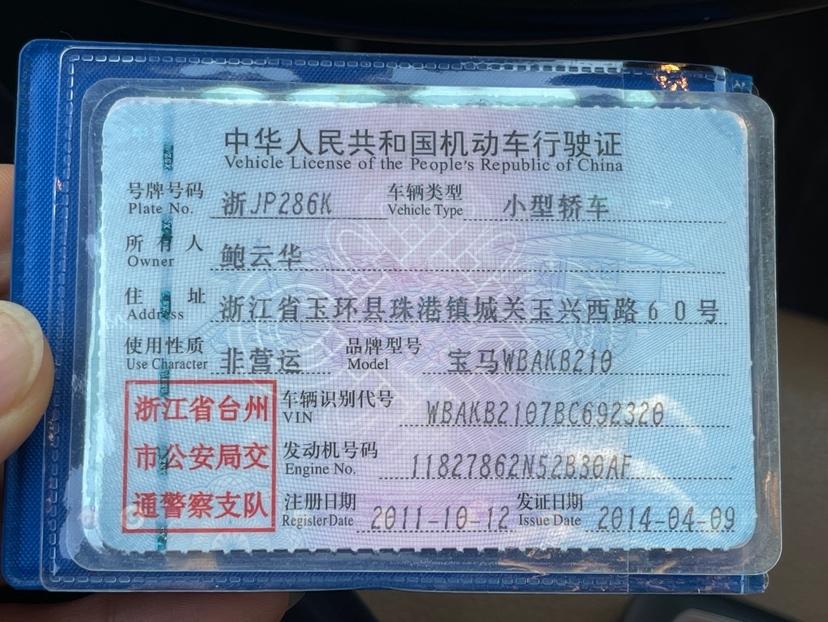 中华人民共和国机动车行驶证
Vehicle License of the People's Republic of China
号牌号码 浙JP286K 车辆类型 小型轿车
Plate No. Vehicle Type
所有人 鲍云华
Owner
住址 浙江省玉环县珠港镇城关玉兴西路60号
Address
使用性质 非营运 品牌型号 宝马WBAKB210
Use Character Model
浙江省台州
市公安局交
通警察支队
车辆识别代号 WBAKB2107BC692320
VIN
发动机号码 11827862N52B30AF
Engine No.
注册日期 2011-10-12 发证日期 2014-04-09
Register Date Issue Date